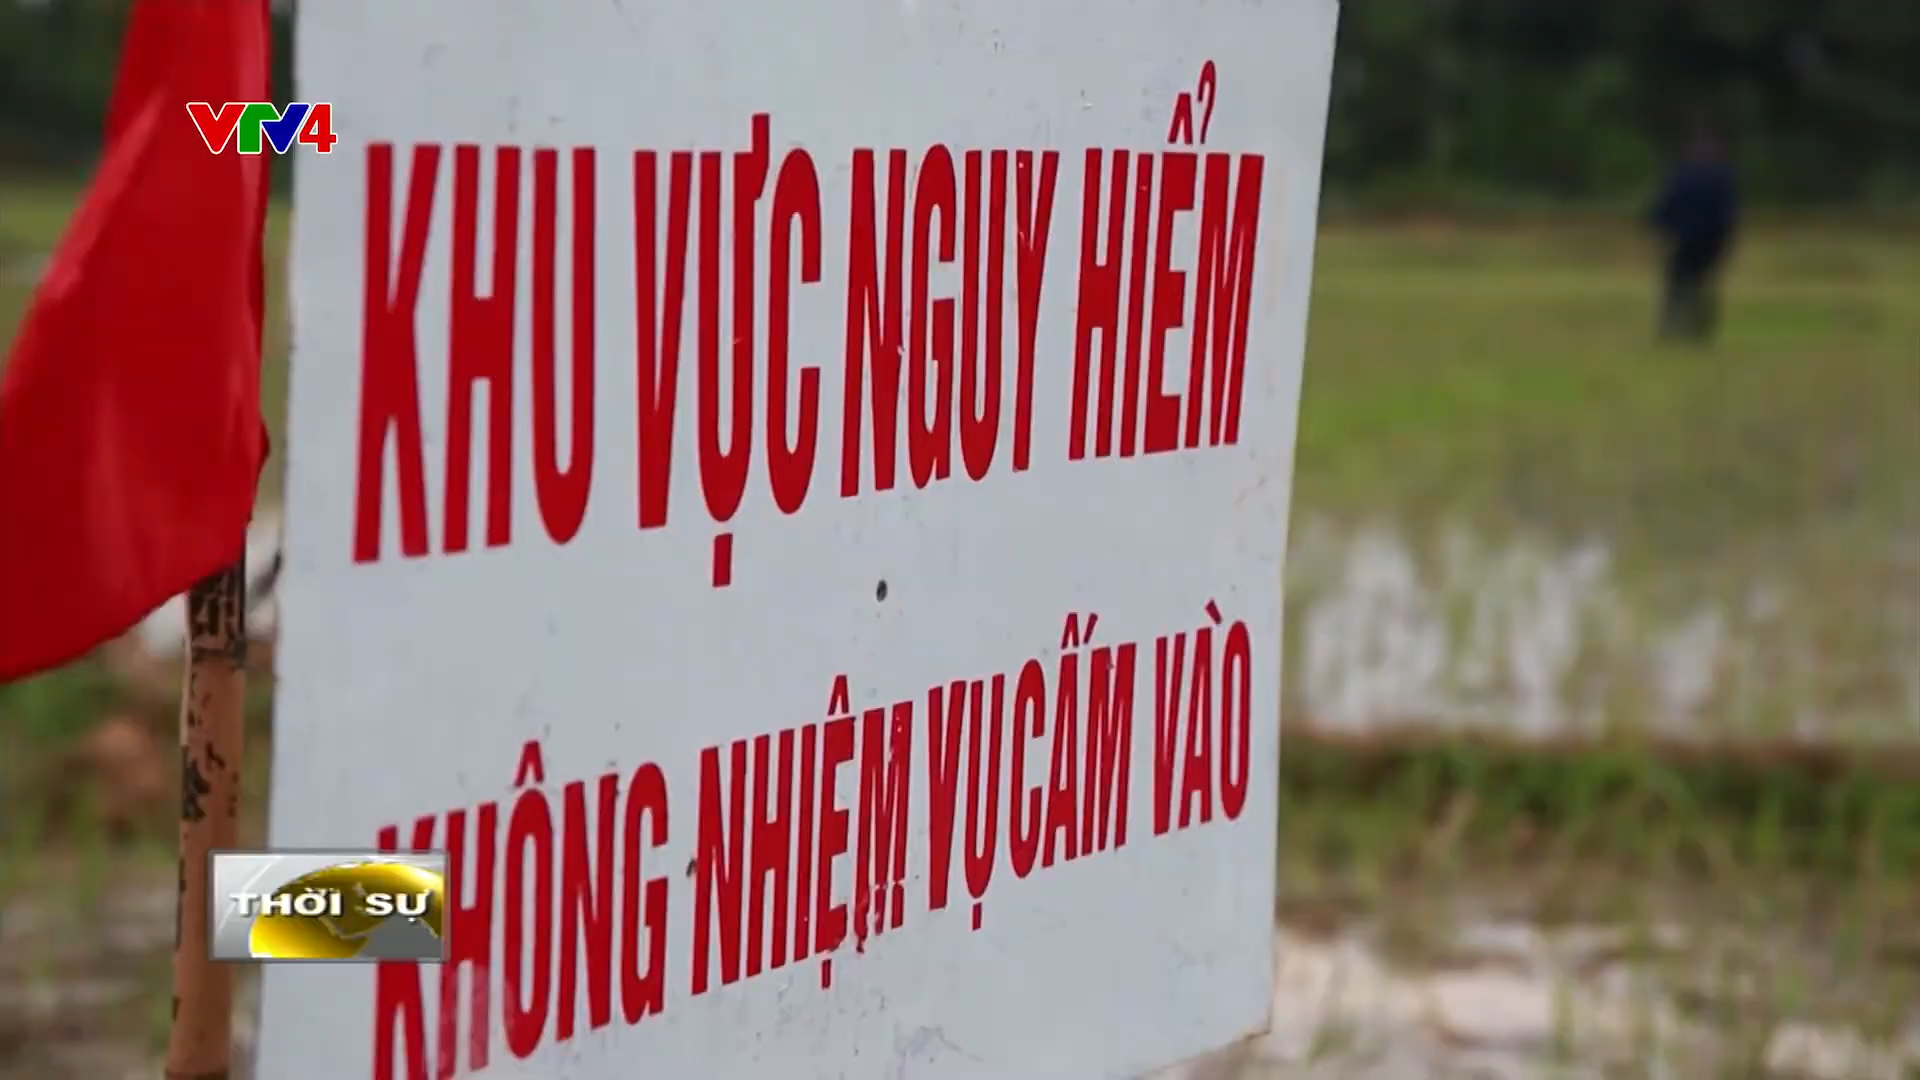 VTV4
KHU VỰC NGUY HIỂM
KHÔNG NHIỆM VỤ CẤM VÀO
THỜI SỰ